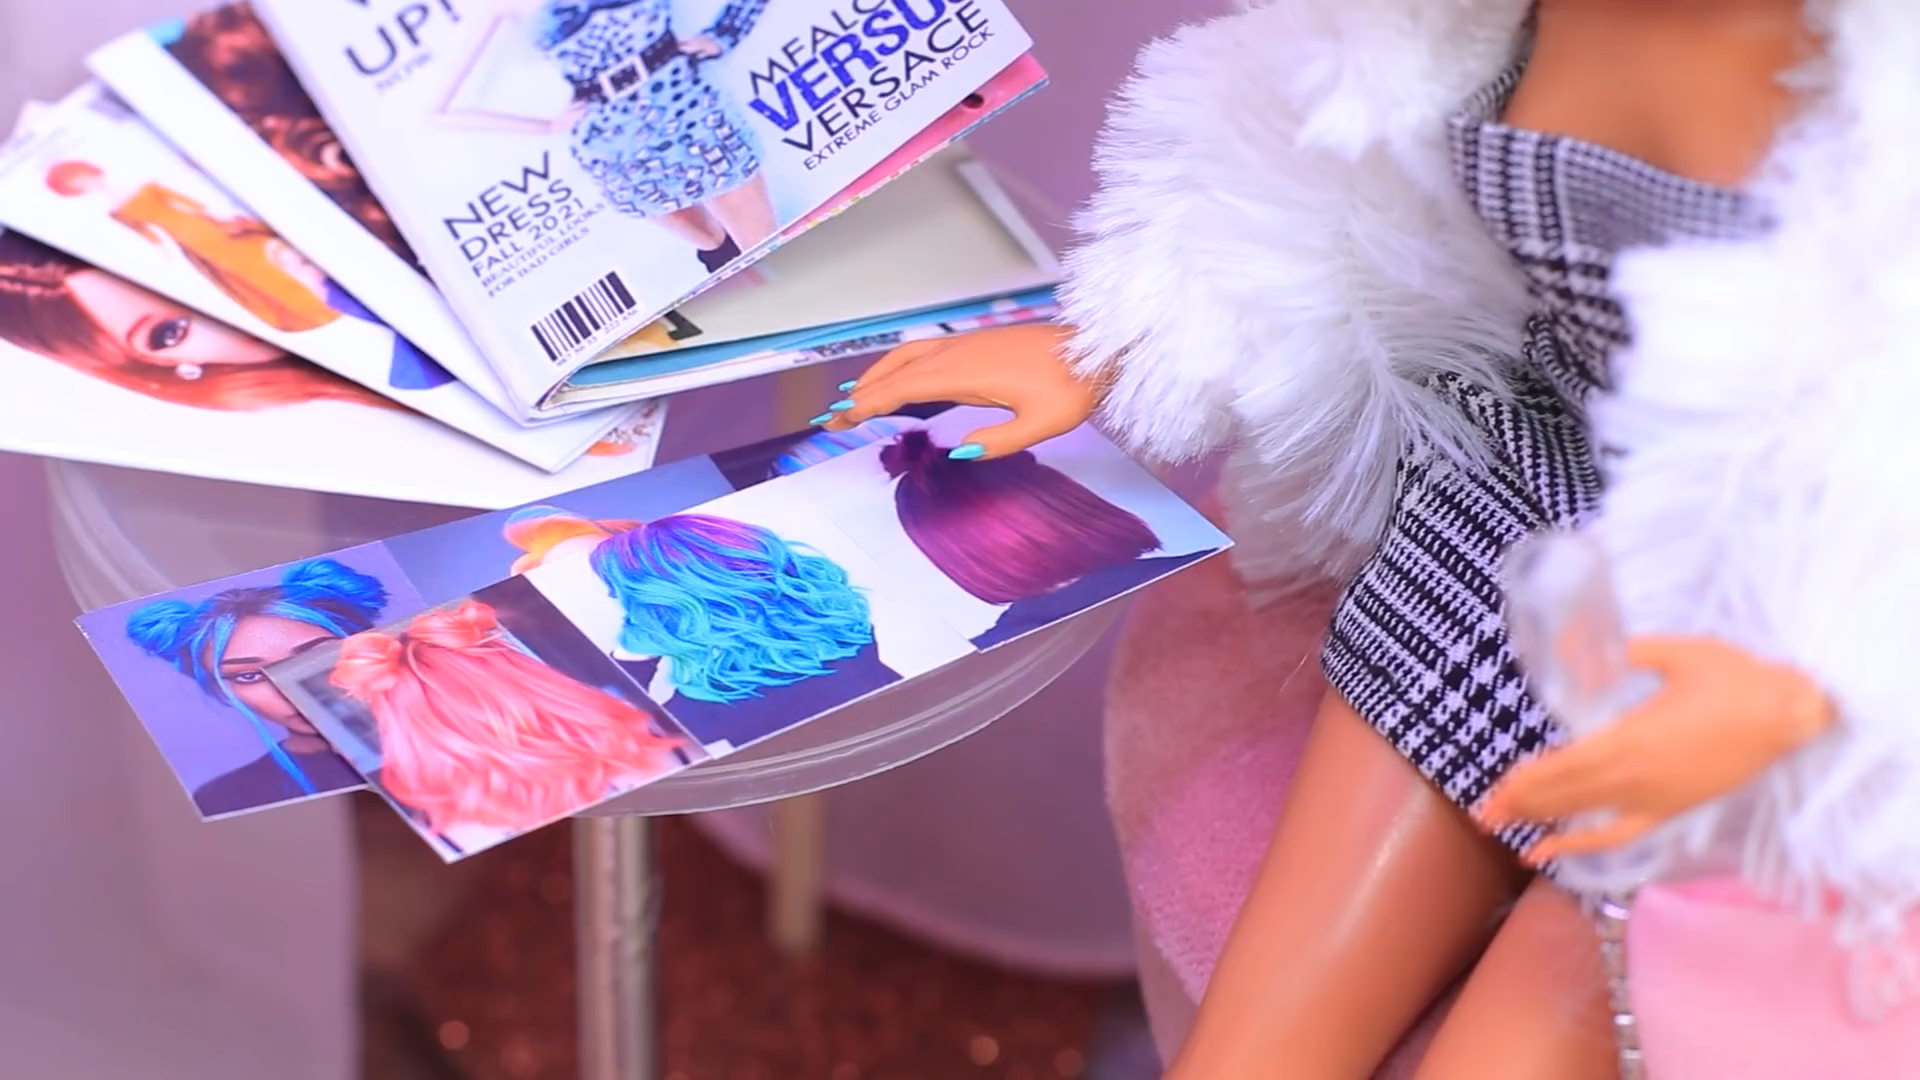 UP!
MFALC
VERSUS
VERSACE
EXTREME GLAM ROCK
NEW
DRESS
FALL 2021
BEAUTIFUL LOOKS
FOR BAD GIRLS